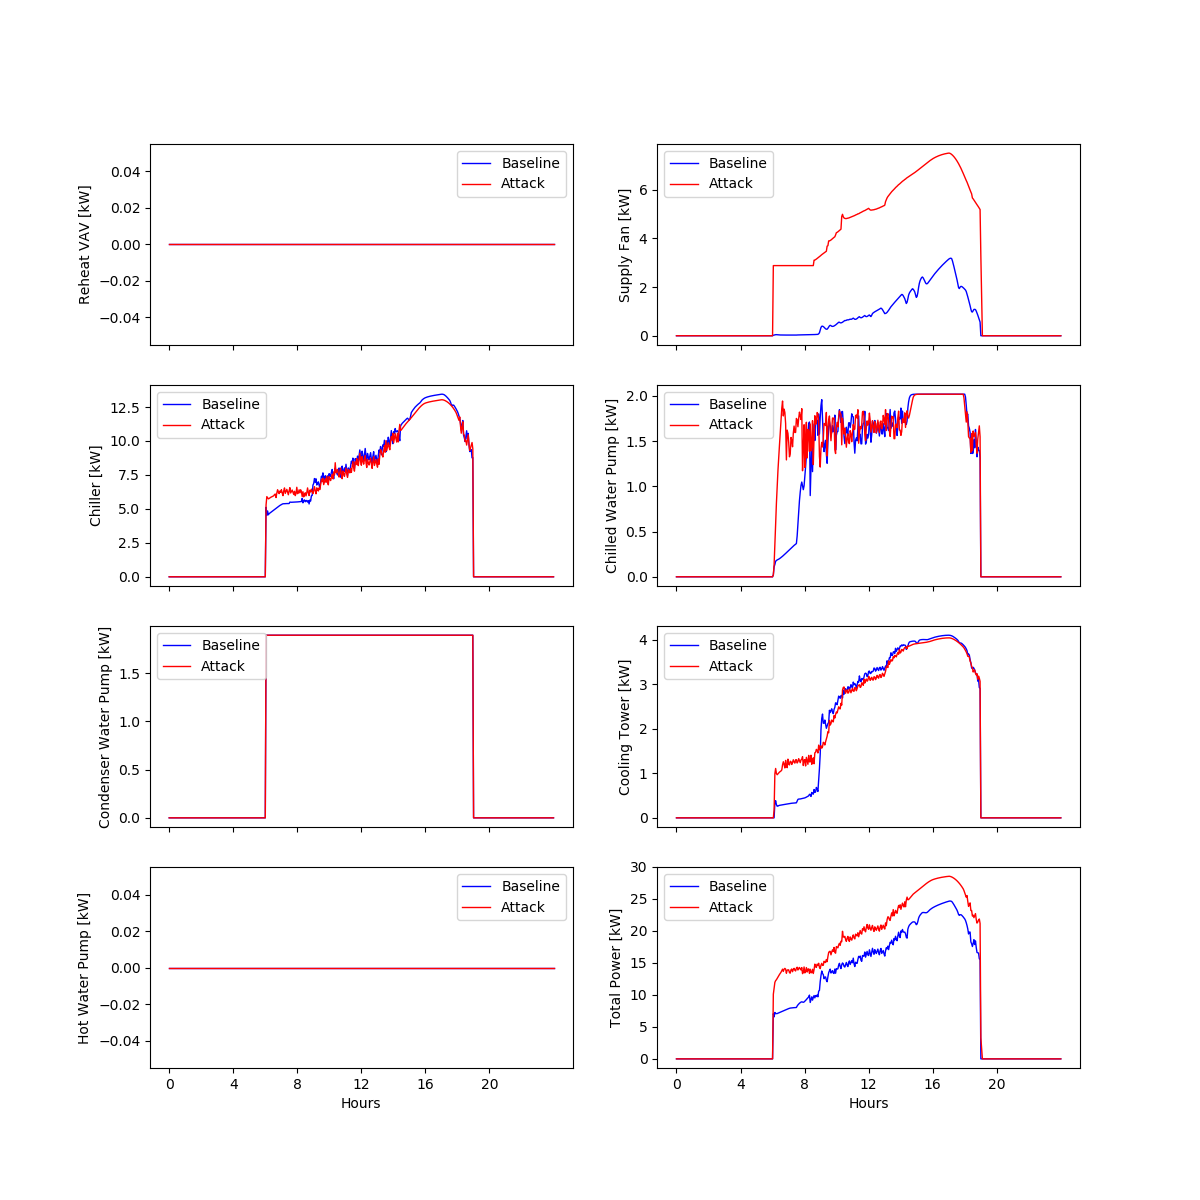 Reheat VAV [kW]
0.04
0.02
0.00
−0.02
−0.04
Baseline
Attack
Supply Fan [kW]
6
4
2
0
Baseline
Attack
Chiller [kW]
12.5
10.0
7.5
5.0
2.5
0.0
Baseline
Attack
Chilled Water Pump [kW]
2.0
1.5
1.0
0.5
0.0
Baseline
Attack
Condenser Water Pump [kW]
1.5
1.0
0.5
0.0
Baseline
Attack
Cooling Tower [kW]
4
3
2
1
0
Baseline
Attack
Hot Water Pump [kW]
0.04
0.02
0.00
−0.02
−0.04
Baseline
Attack
0 4 8 12 16 20
Hours
Total Power [kW]
30
25
20
15
10
5
0
Baseline
Attack
0 4 8 12 16 20
Hours